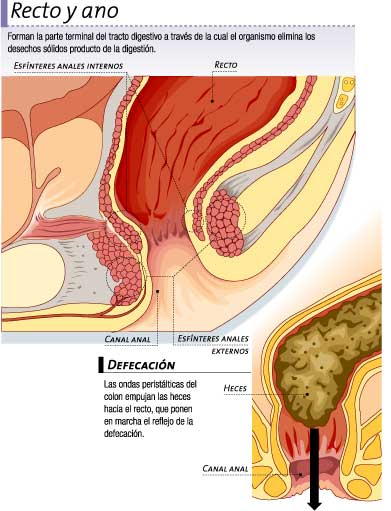 Recto y ano
Forman la parte terminal del tracto digestivo a través de la cual el organismo elimina los
desechos sólidos producto de la digestión.
ESFÍNTERES ANALES INTERNOS
RECTO
CANAL ANAL
ESFÍNTERES ANALES
EXTERNOS
DEFECACIÓN
Las ondas peristálticas del
colon empujan las heces
hacia el recto, que ponen
en marcha el reflejo de la
defecación.
HECES
CANAL ANAL